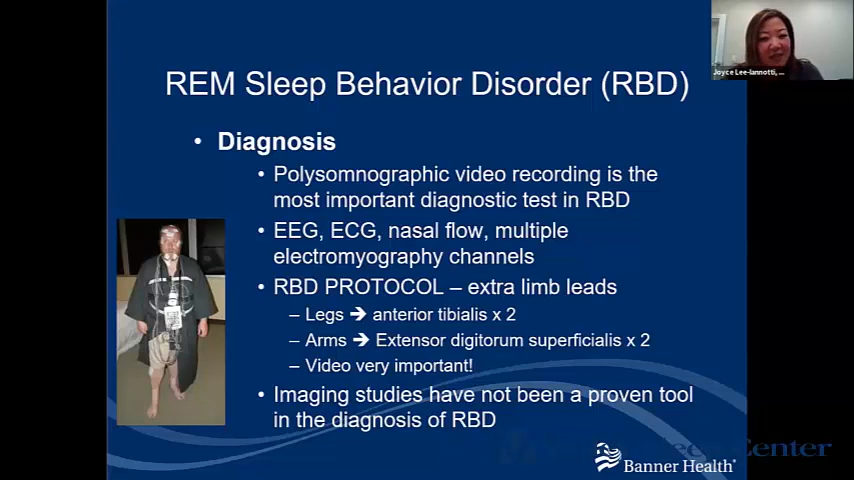 Joyce Lee-Iannotti, ...
REM Sleep Behavior Disorder (RBD)
• Diagnosis
• Polysomnographic video recording is the
most important diagnostic test in RBD
• EEG, ECG, nasal flow, multiple
electromyography channels
• RBD PROTOCOL – extra limb leads
– Legs ➔ anterior tibialis x 2
– Arms ➔ Extensor digitorum superficialis x 2
– Video very important!
• Imaging studies have not been a proven tool
in the diagnosis of RBD
Center
Banner Health